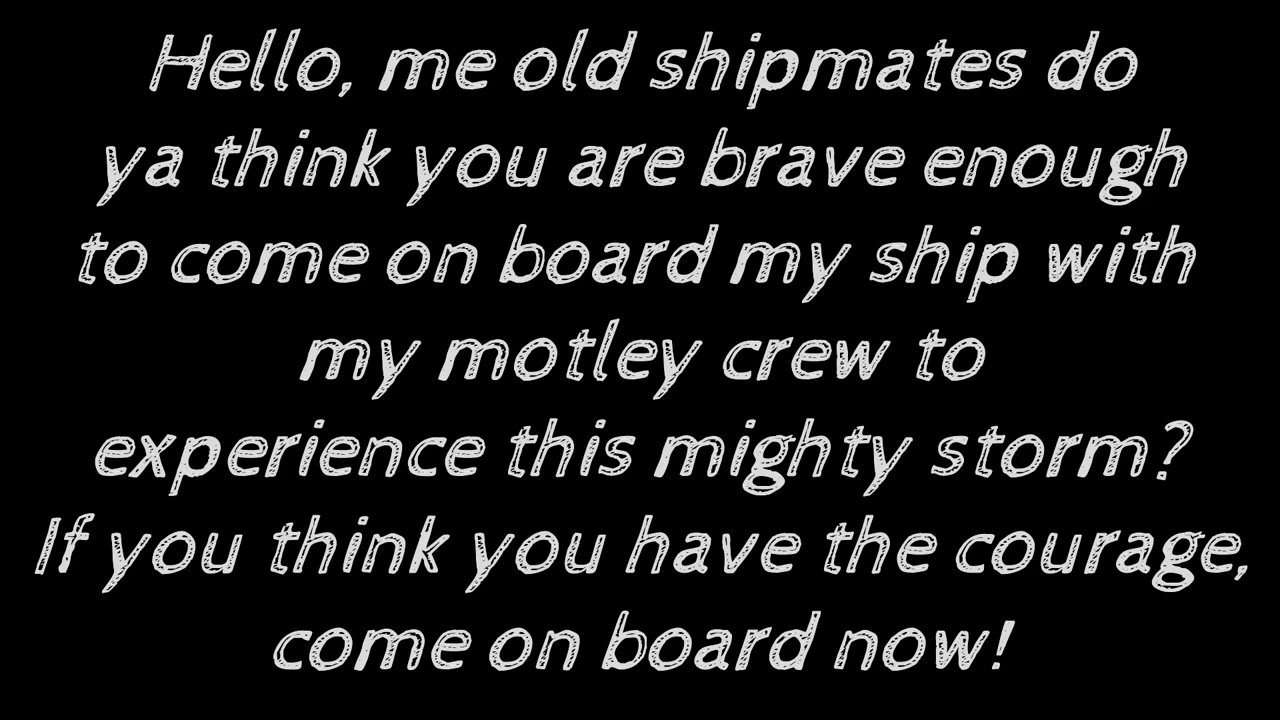 Hello, me old shipmates do
ya think you are brave enough
to come on board my ship with
my motley crew to
experience this mighty storm?
If you think you have the courage,
come on board now!